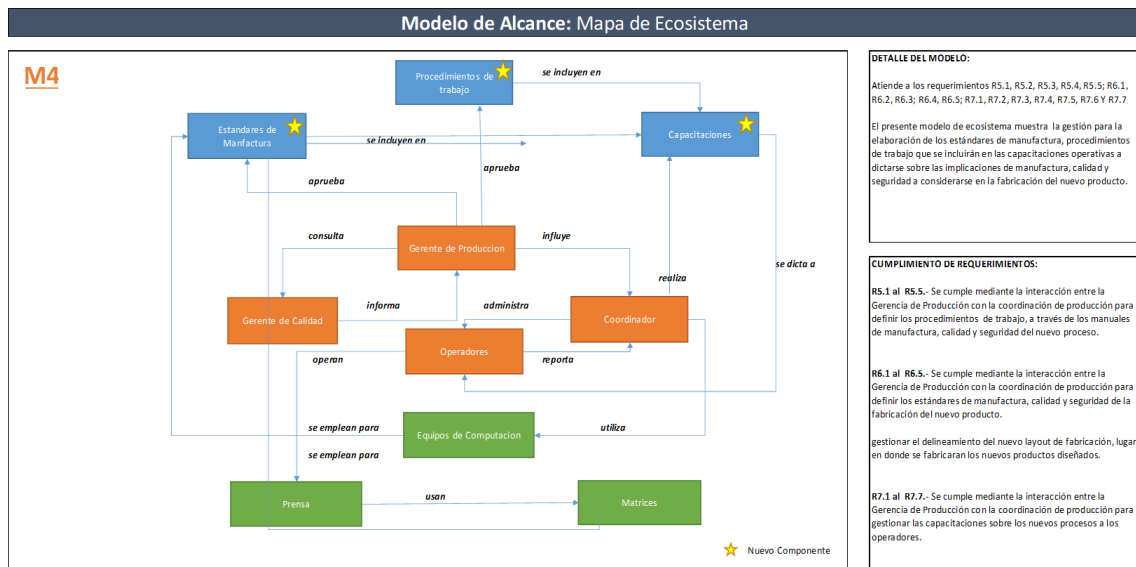 Modelo de Alcance: Mapa de Ecosistema
M4
Procedimientos de
trabajo
se incluyen en
Estandares de
Manfactura
se incluyen en
Capacitaciones
aprueba
aprueba
consulta
Gerente de Produccion
influye
se dicta a
realiza
Gerente de Calidad
informa
administra
Coordinador
operan
Operadores
reporta
se emplean para
Equipos de Computacion
utiliza
se emplean para
Prensa
usan
Matrices
Nuevo Componente
DETALLE DEL MODELO:
Atiende a los requerimientos R5.1, R5.2, R5.3, R5.4, R5.5; R6.1,
R6.2, R6.3; R6.4, R6.5; R7.1, R7.2, R7.3, R7.4, R7.5, R7.6 Y R7.7
El presente modelo de ecosistema muestra la gestión para la
elaboración de los estándares de manufactura, procedimientos
de trabajo que se incluirán en las capacitaciones operativas a
dictarse sobre las implicaciones de manufactura, calidad y
seguridad a considerarse en la fabricación del nuevo producto.
CUMPLIMIENTO DE REQUERIMIENTOS:
R5.1 al R5.5.- Se cumple mediante la interacción entre la
Gerencia de Producción con la coordinación de producción para
definir los procedimientos de trabajo, a través de los manuales
de manufactura, calidad y seguridad del nuevo proceso.
R6.1 al R6.5.- Se cumple mediante la interacción entre la
Gerencia de Producción con la coordinación de producción para
definir los estándares de manufactura, calidad y seguridad de la
fabricación del nuevo producto.
gestionar el delineamiento del nuevo layout de fabricación, lugar
en donde se fabricaran los nuevos productos diseñados.
R7.1 al R7.7.- Se cumple mediante la interacción entre la
Gerencia de Producción con la coordinación de producción para
gestionar las capacitaciones sobre los nuevos procesos a los
operadores.